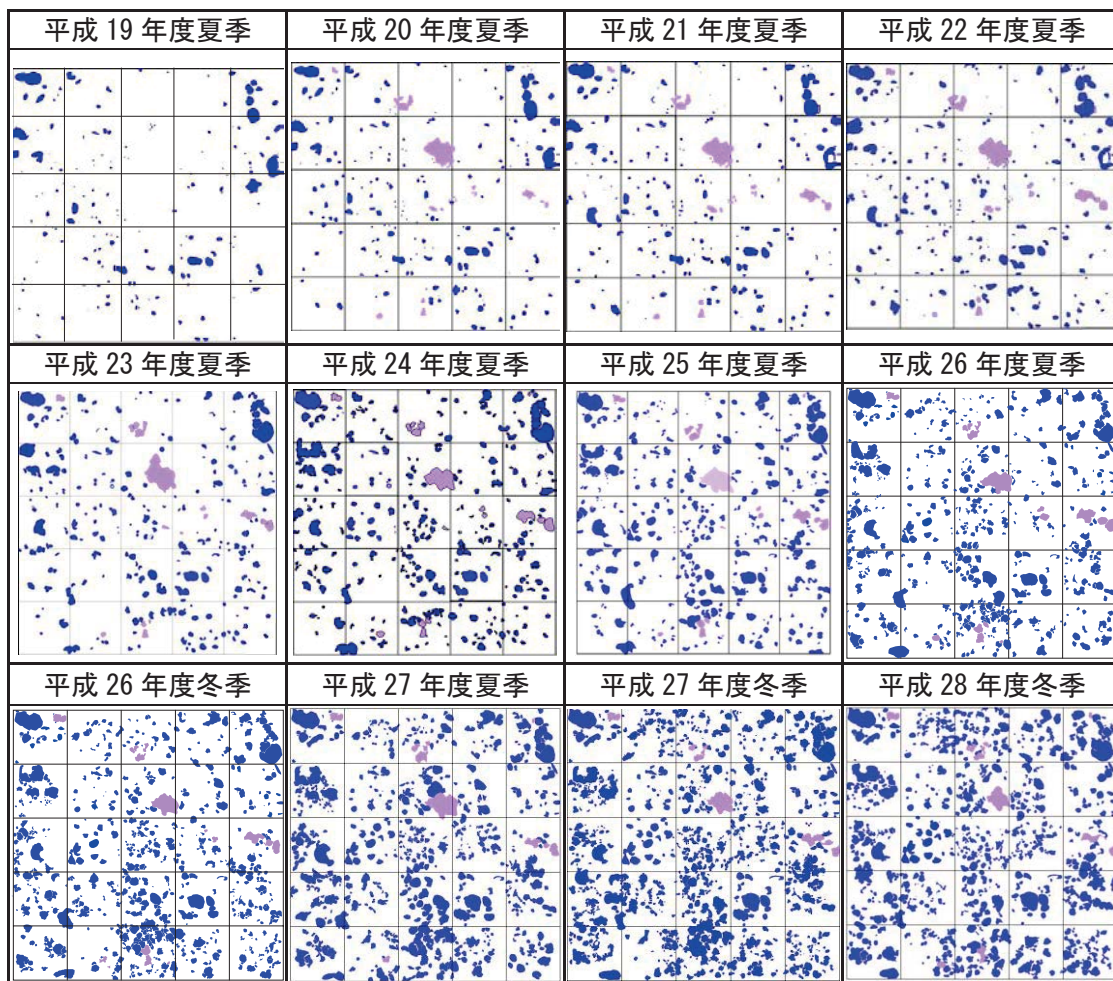 平成 19 年度夏季
平成 20 年度夏季
平成 21 年度夏季
平成 22 年度夏季
平成 23 年度夏季
平成 24 年度夏季
平成 25 年度夏季
平成 26 年度夏季
平成 26 年度冬季
平成 27 年度夏季
平成 27 年度冬季
平成 28 年度冬季